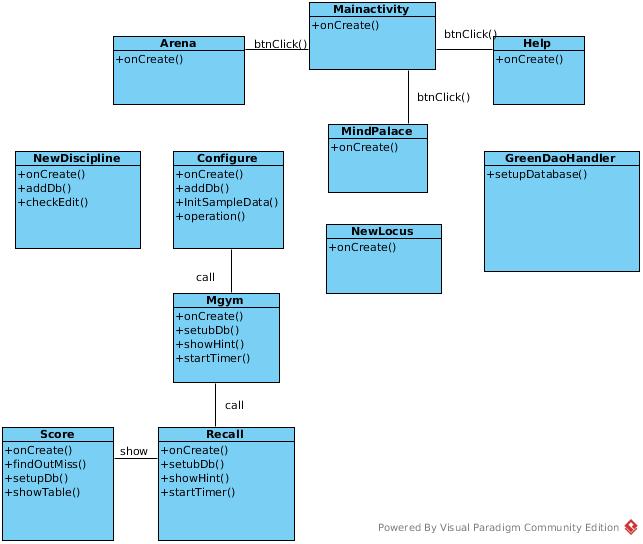 Mainactivity
+onCreate()
Arena
+onCreate()
btnClick()
btnClick()
Help
+onCreate()
btnClick()
MindPalace
+onCreate()
NewDiscipline
+onCreate()
+addDb()
+checkEdit()
Configure
+onCreate()
+addDb()
+InitSampleData()
+operation()
GreenDaoHandler
+setupDatabase()
NewLocus
+onCreate()
call
Mgym
+onCreate()
+setubDb()
+showHint()
+startTimer()
call
Score
+onCreate()
+findOutMiss()
+setupDb()
+showTable()
show
Recall
+onCreate()
+setubDb()
+showHint()
+startTimer()
Powered By Visual Paradigm Community Edition